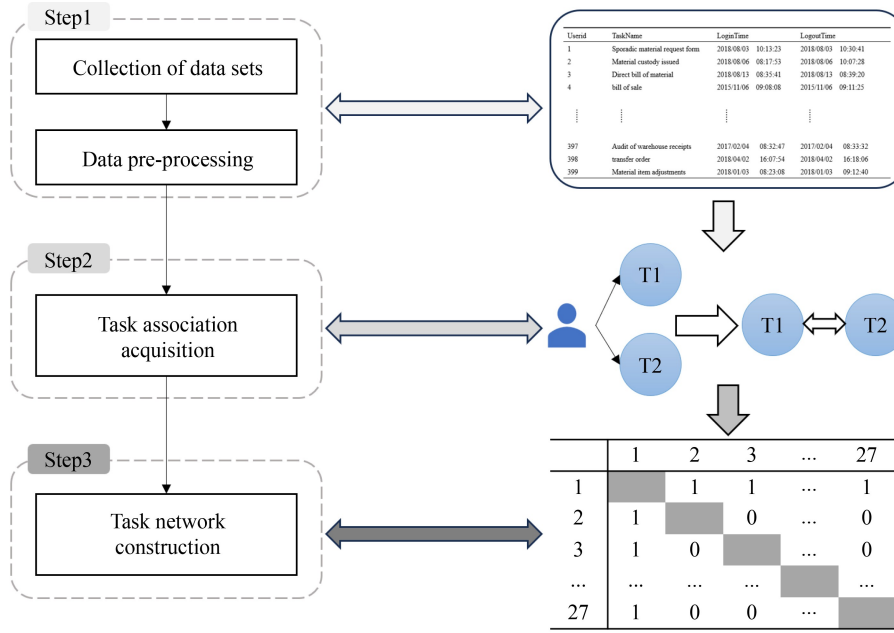 Step1
Collection of data sets
Data pre-processing
Userid TaskName LoginTime LogoutTime
1 Sporadic material request form 2018/08/03 10:13:23 2018/08/03 10:30:41
2 Material custody issued 2018/08/06 08:17:53 2018/08/06 10:07:28
3 Direct bill of material 2018/08/13 08:35:41 2018/08/13 08:39:20
4 bill of sale 2015/11/06 09:08:08 2015/11/06 09:11:25
397 Audit of warehouse receipts 2017/02/04 08:32:47 2017/02/04 08:33:32
398 transfer order 2018/04/02 16:07:54 2018/04/02 16:18:06
399 Material item adjustments 2018/01/03 08:23:08 2018/01/03 09:12:40
Step2
Task association
acquisition
T1
T2
T1 T2
Step3
Task network
construction
1 2 3 ... 27
1 1 1 ... 1
2 1 0 ... 0
3 1 0 ... 0
... ... ... ...
27 1 0 0 ...